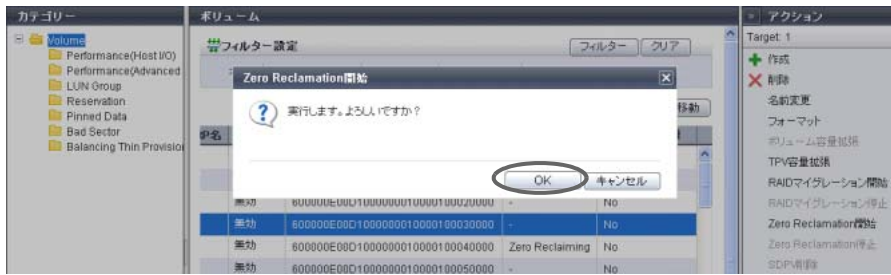 カテゴリー
Volume
Performance(Host I/O)
Performance(Advanced
LUN Group
Reservation
Pinned Data
Bad Sector
Balancing Thin Provision
ボリューム
フィルター設定
フィルター
クリア
移動
P名
Zero Reclamation開始
実行します。よろしいですか?
OK
キャンセル
無効 600000E00D1000000010000100020000 - No
無効 600000E00D1000000010000100030000 - No
無効 600000E00D1000000010000100040000 Zero Reclaiming No
無効 600000E00D1000000010000100050000 - No
アクション
Target: 1
作成
削除
名前変更
フォーマット
ボリューム容量拡張
TPV容量拡張
RAIDマイグレーション開始
RAIDマイグレーション停止
Zero Reclamation開始
Zero Reclamation停止
SDPV削除